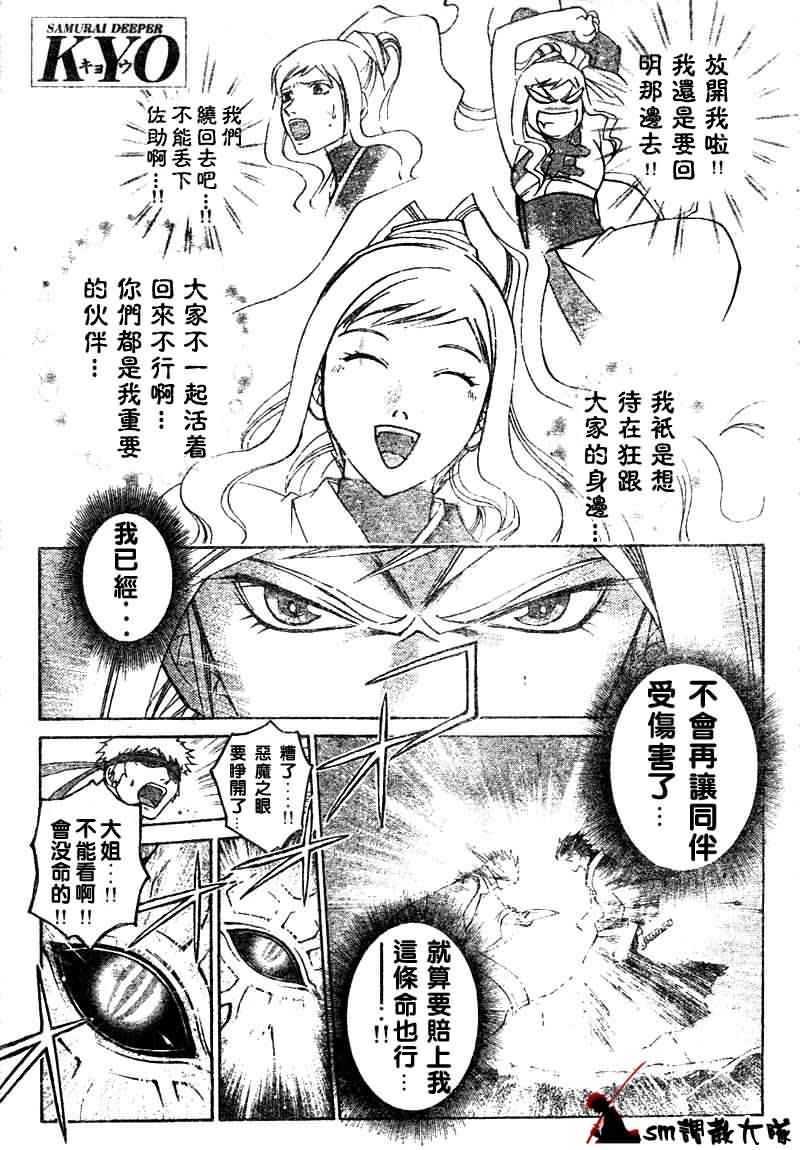 SAMURAI DEEPER
KYO
キョウ
放開我啦!!
我還是要回
明那邊去!!
我們
繞回去吧…!!
不能丟下
佐助啊…!!
我祇是想
待在狂跟
大家的身邊…
大家不一起活着
回來不行啊…
你們都是我重要
的伙伴…
我已經...
不會再讓同伴
受傷害了…
糟了...!!
惡魔之眼
要睜開了…
大姐…!!
不能看啊!!
會沒命的!!
就算要賠上我
這條命也行…
——…!!
sm調教大隊